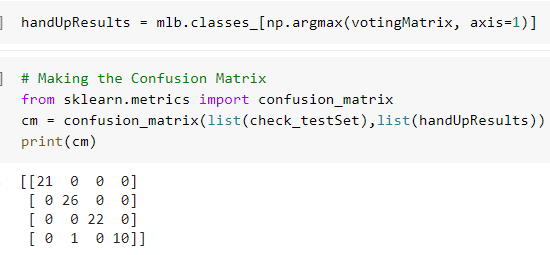 ] handUpResults = mlb.classes_[np.argmax(votingMatrix, axis=1)]
] # Making the Confusion Matrix
from sklearn.metrics import confusion_matrix
cm = confusion_matrix(list(check_testSet),list(handUpResults))
print(cm)
[[21  0  0  0]
 [ 0 26  0  0]
 [ 0  0 22  0]
 [ 0  1  0 10]]